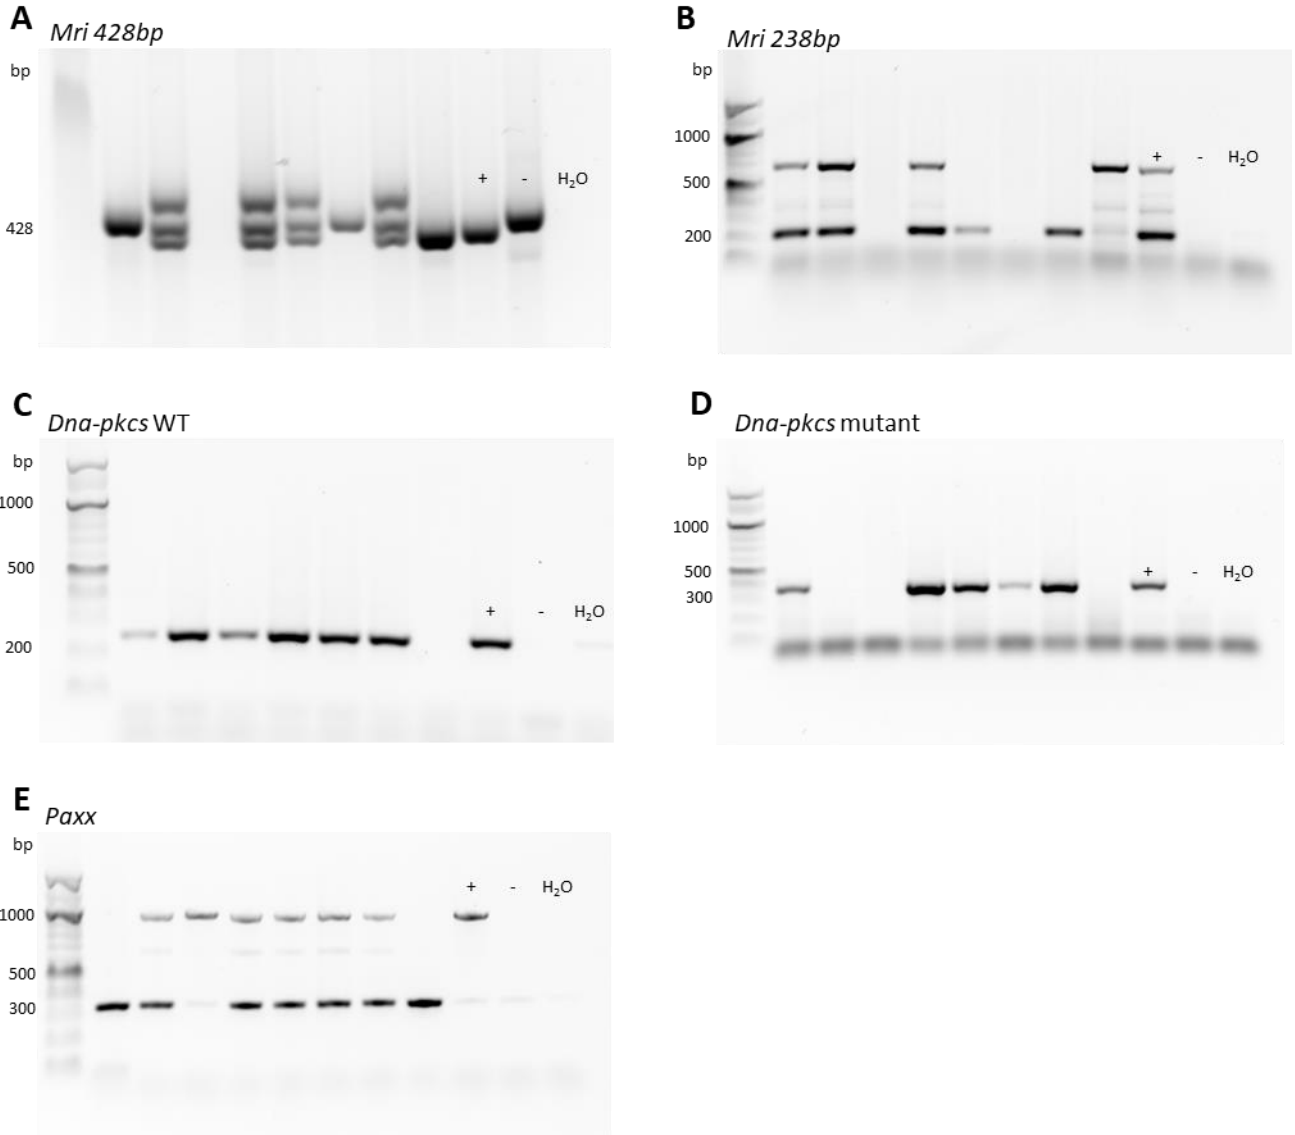 A
Mri 428bp
bp
428
+ - H₂O
B
Mri 238bp
bp
1000
500
200
+ - H₂O
C
Dna-pkcs WT
bp
1000
500
200
+ - H₂O
D
Dna-pkcs mutant
bp
1000
500
300
+ - H₂O
E
Paxx
bp
1000
500
300
+ - H₂O